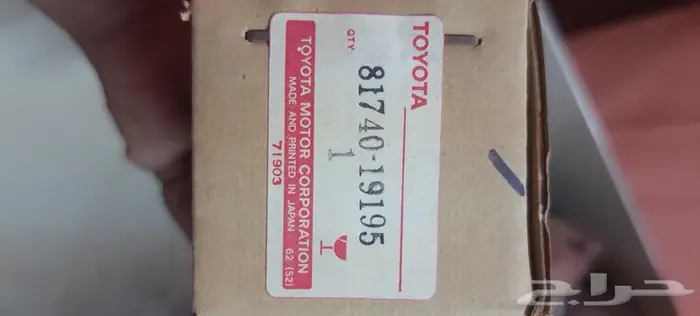 TOYOTA
QTY:
81740-19195
1
TOYOTA MOTOR CORPORATION
MADE AND PRINTED IN JAPAN 62 (52)
71903
حراج